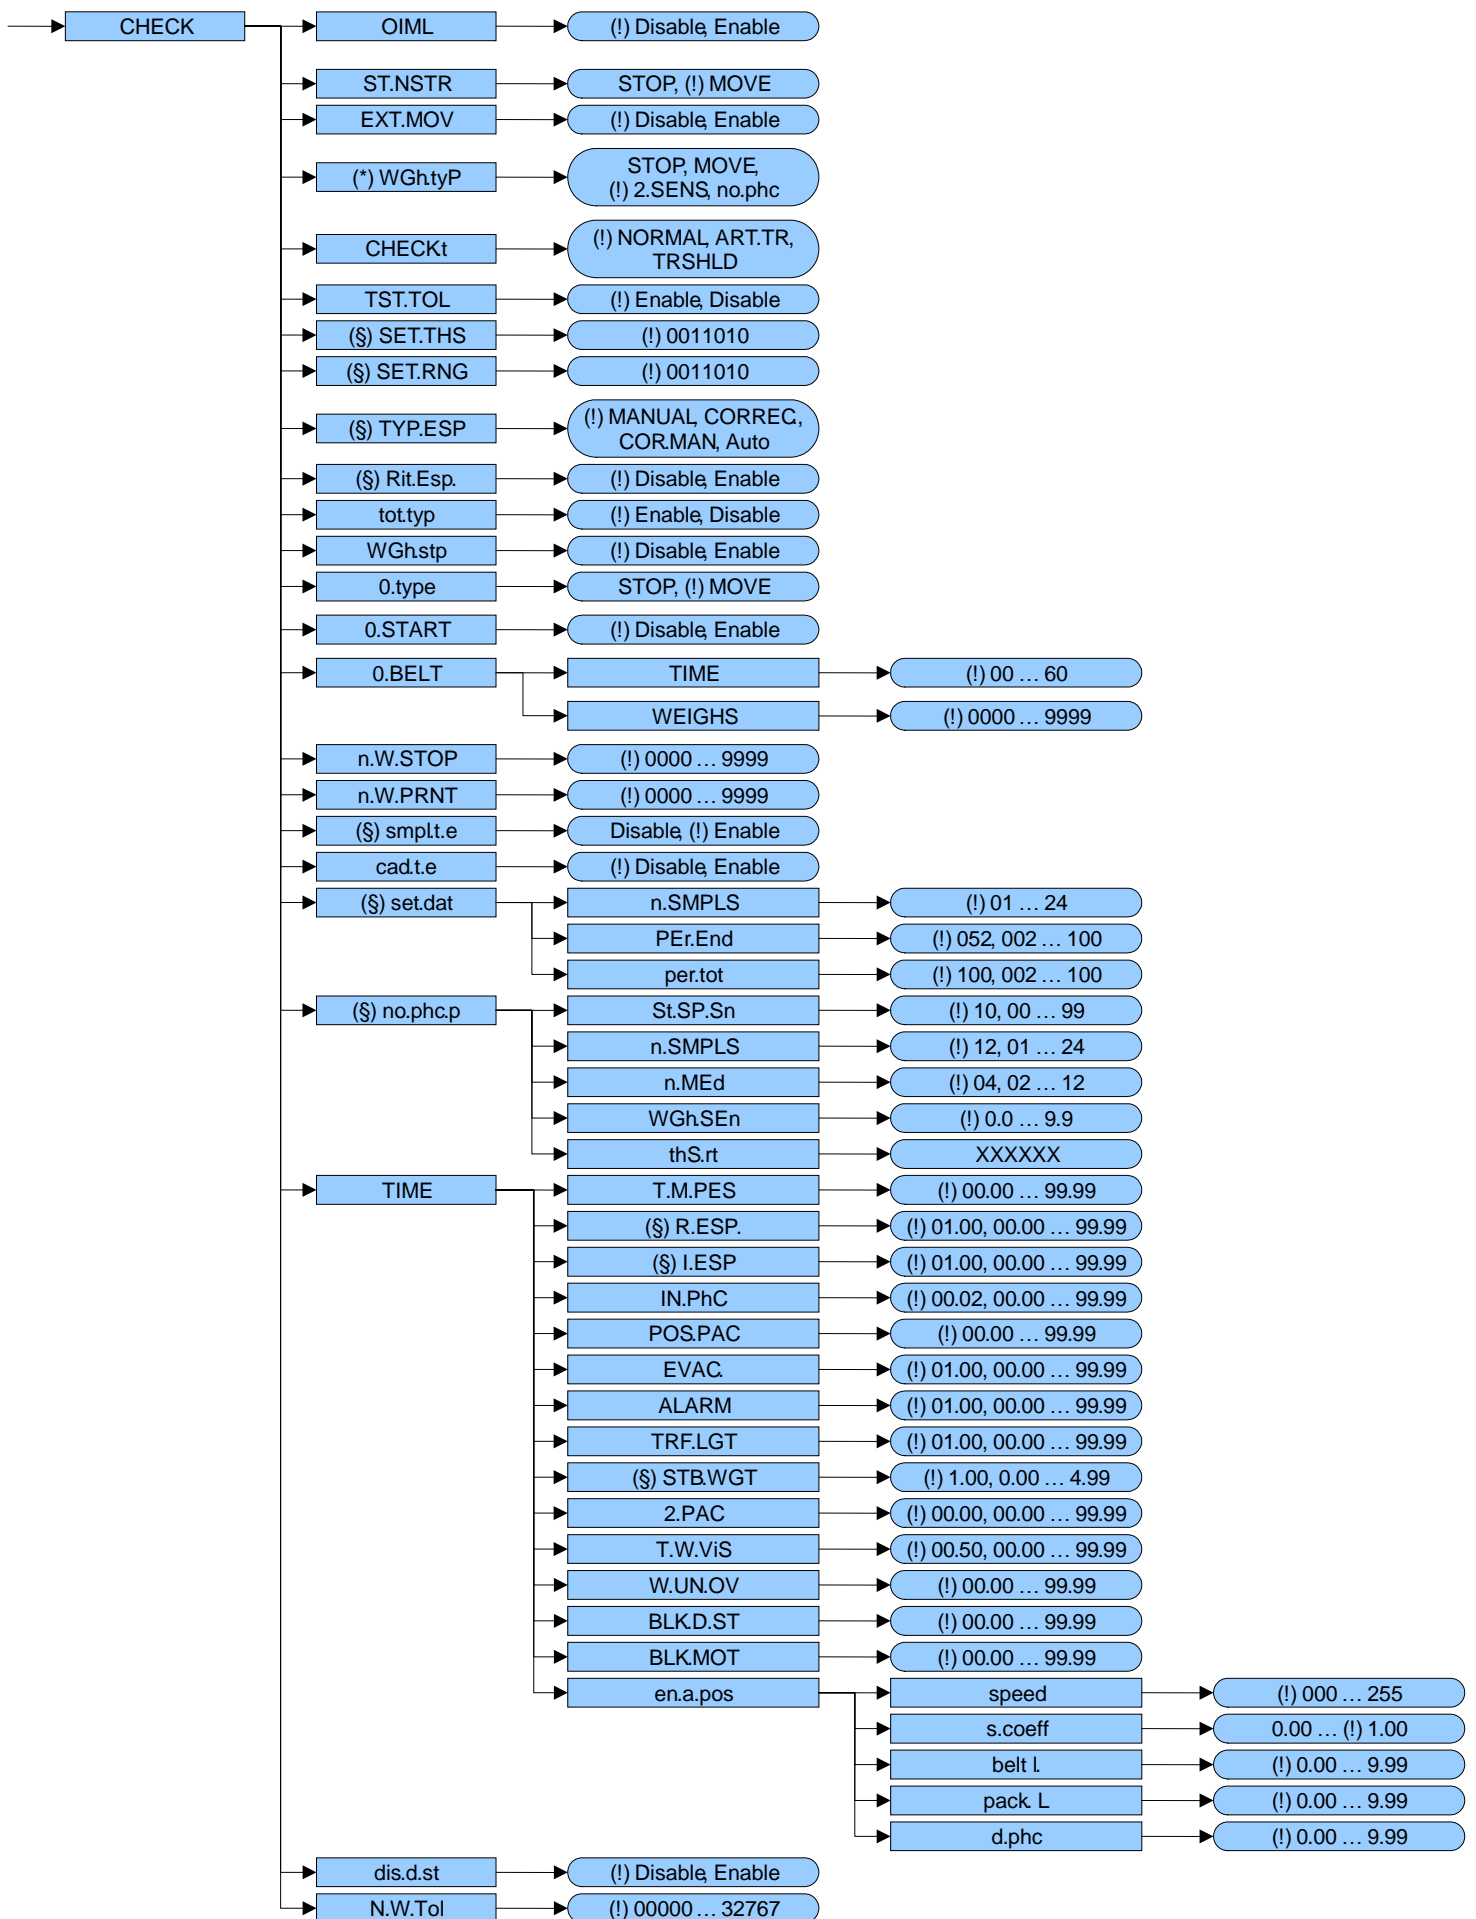 CHECK
OIML
(!) Disable, Enable
ST.NSTR
STOP, (!) MOVE
EXT.MOV
(!) Disable, Enable
(*) WGh.tyP
STOP, MOVE,
(!) 2.SENS, no.phc
CHECK.t
(!) NORMAL, ART.TR,
TRSHLD
TST.TOL
(!) Enable, Disable
(§) SET.THS
(!) 0011010
(§) SET.RNG
(!) 0011010
(§) TYP.ESP
(!) MANUAL, CORREC.,
COR.MAN, Auto
(§) Rit.Esp.
(!) Disable, Enable
tot.typ
(!) Enable, Disable
WGh.stp
(!) Disable, Enable
0.type
STOP, (!) MOVE
0.START
(!) Disable, Enable
0.BELT
TIME
(!) 00 … 60
WEIGHS
(!) 0000 … 9999
n.W.STOP
(!) 0000 … 9999
n.W.PRNT
(!) 0000 … 9999
(§) smpl.t.e
Disable, (!) Enable
cad.t.e
(!) Disable, Enable
(§) set.dat
n.SMPLS
(!) 01 … 24
PEr.End
(!) 052, 002 … 100
per.tot
(!) 100, 002 … 100
(§) no.phc.p
St.SP.Sn
(!) 10, 00 … 99
n.SMPLS
(!) 12, 01 … 24
n.MEd
(!) 04, 02 … 12
WGh.SEn
(!) 0.0 … 9.9
thS.rt
XXXXXX
TIME
T.M.PES
(!) 00.00 … 99.99
(§) R.ESP.
(!) 01.00, 00.00 … 99.99
(§) I.ESP
(!) 01.00, 00.00 … 99.99
IN.PhC
(!) 00.02, 00.00 … 99.99
POS.PAC
(!) 00.00 … 99.99
EVAC.
(!) 01.00, 00.00 … 99.99
ALARM
(!) 01.00, 00.00 … 99.99
TRF.LGT
(!) 01.00, 00.00 … 99.99
(§) STB.WGT
(!) 1.00, 0.00 … 4.99
2.PAC
(!) 00.00, 00.00 … 99.99
T.W.ViS
(!) 00.50, 00.00 … 99.99
W.UN.OV
(!) 00.00 … 99.99
BLK.D.ST
(!) 00.00 … 99.99
BLK.MOT
(!) 00.00 … 99.99
en.a.pos
speed
(!) 000 … 255
s.coeff
0.00 … (!) 1.00
belt l.
(!) 0.00 … 9.99
pack. L
(!) 0.00 … 9.99
d.phc
(!) 0.00 … 9.99
dis.d.st
(!) Disable, Enable
N.W.Tol
(!) 00000 … 32767